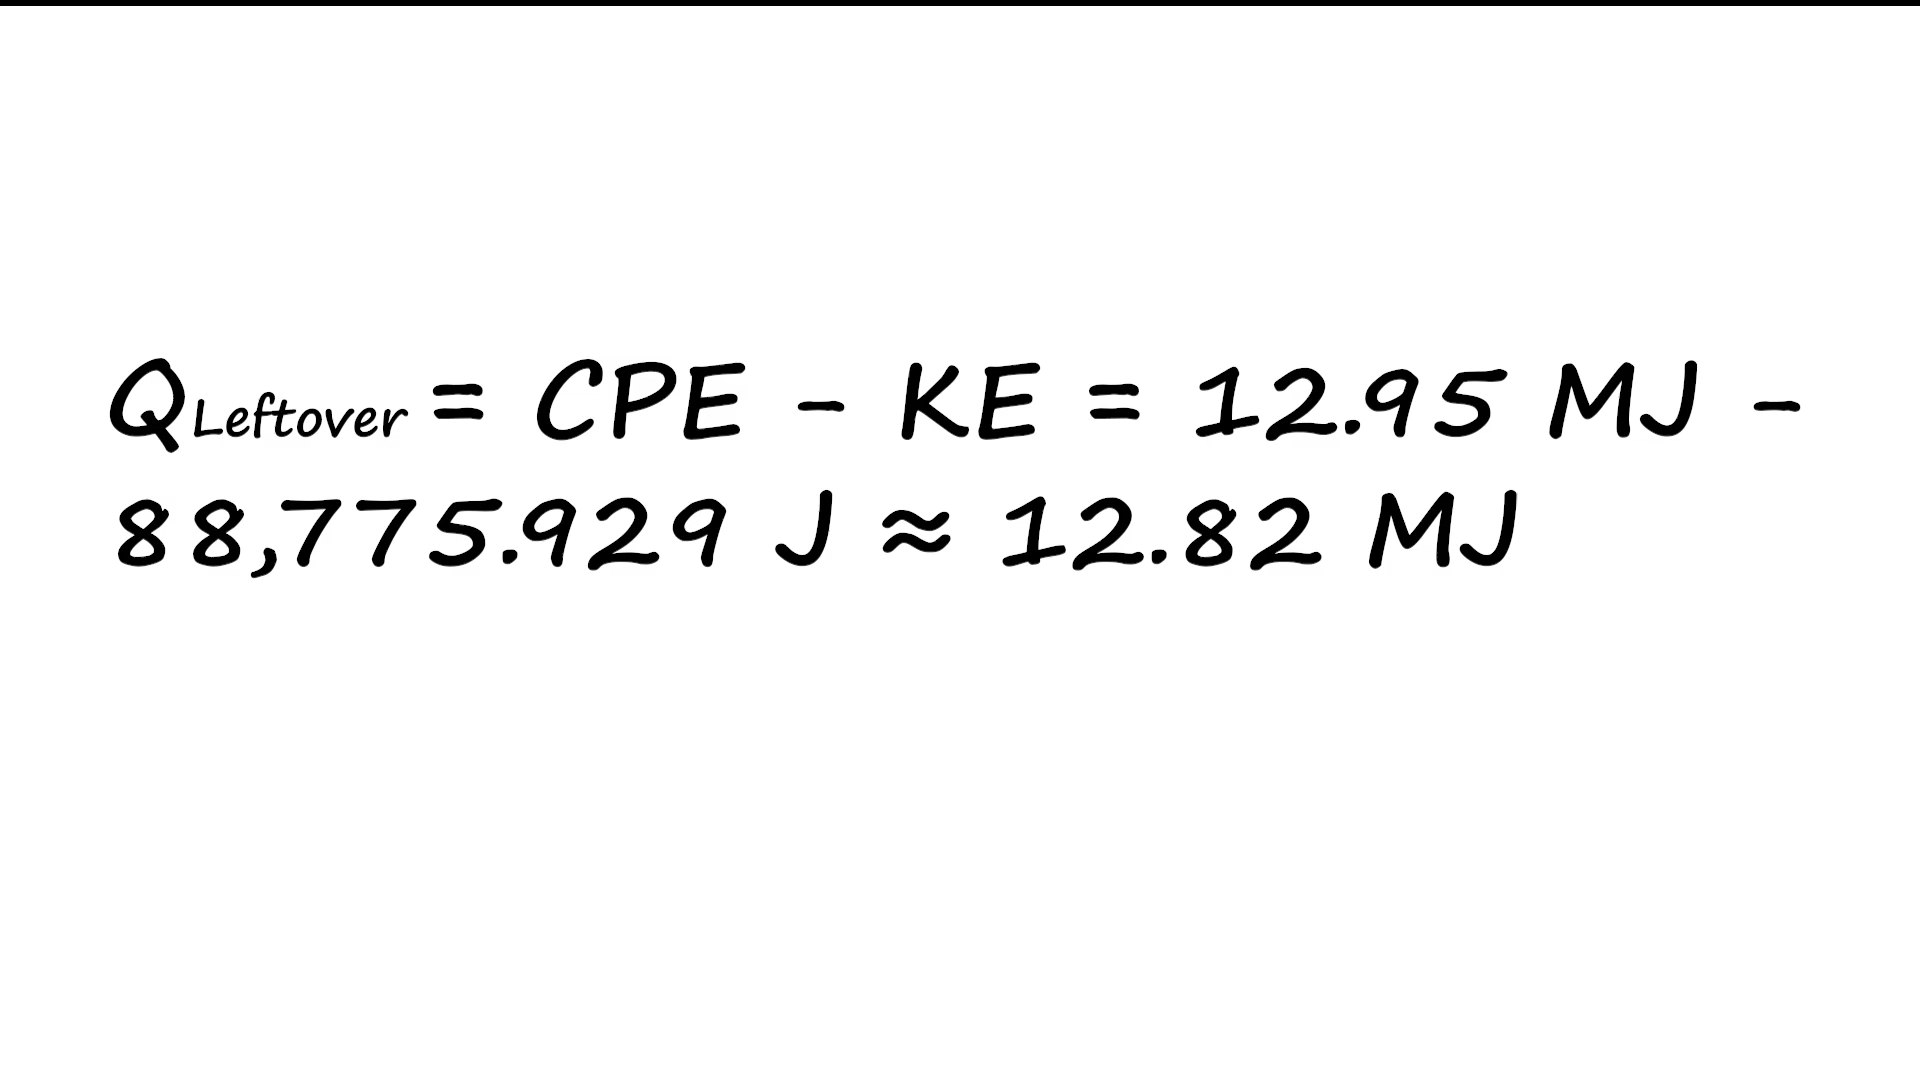 QLeftover = CPE - KE = 12.95 MJ -
88,775.929 J ≈ 12.82 MJ